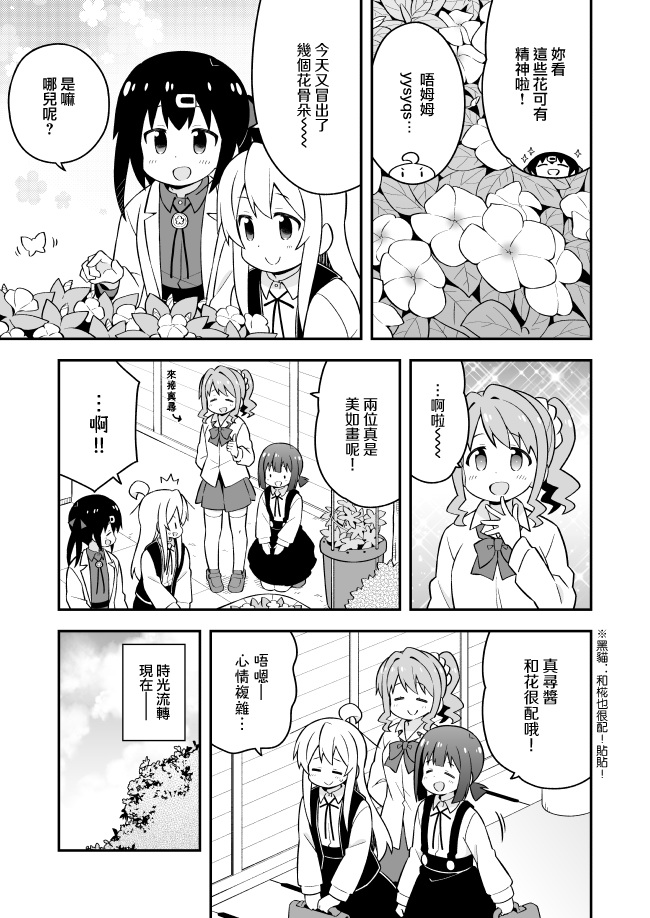 妳看
這些花可有
精神啦！
唔姆姆
yysyqs…
今天又冒出了
幾個花骨朵～～
是嘛
哪兒呢？
…啊啦～～
兩位真是
美如畫呢！
來接真尋
…啊!!
真尋醬
和花很配哦！
唔嗯—
心情複雜…
※黑貓：和椛也很配！貼貼！
時光流轉
現在——